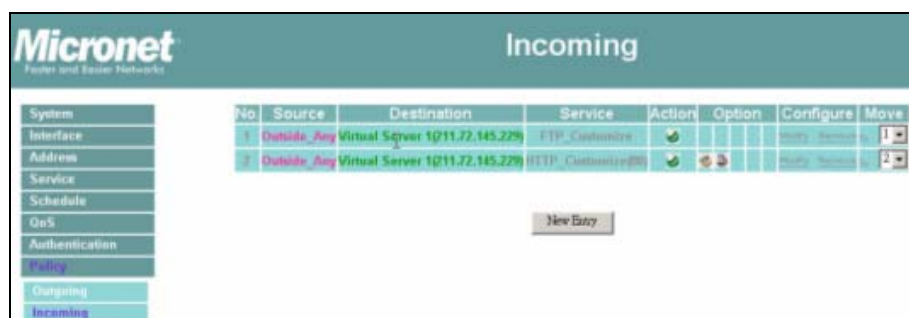 Micronet
Faster and Easier Networks
Incoming
System
Interface
Address
Service
Schedule
QoS
Authentication
Policy
Outgoing
Incoming
No. Source Destination Service Action Option Configure Move
1 Outside_Any Virtual Server 1(211.72.145.229) FTP_Customize 1
2 Outside_Any Virtual Server 1(211.72.145.229) HTTP_Customize(80) 2
New Entry